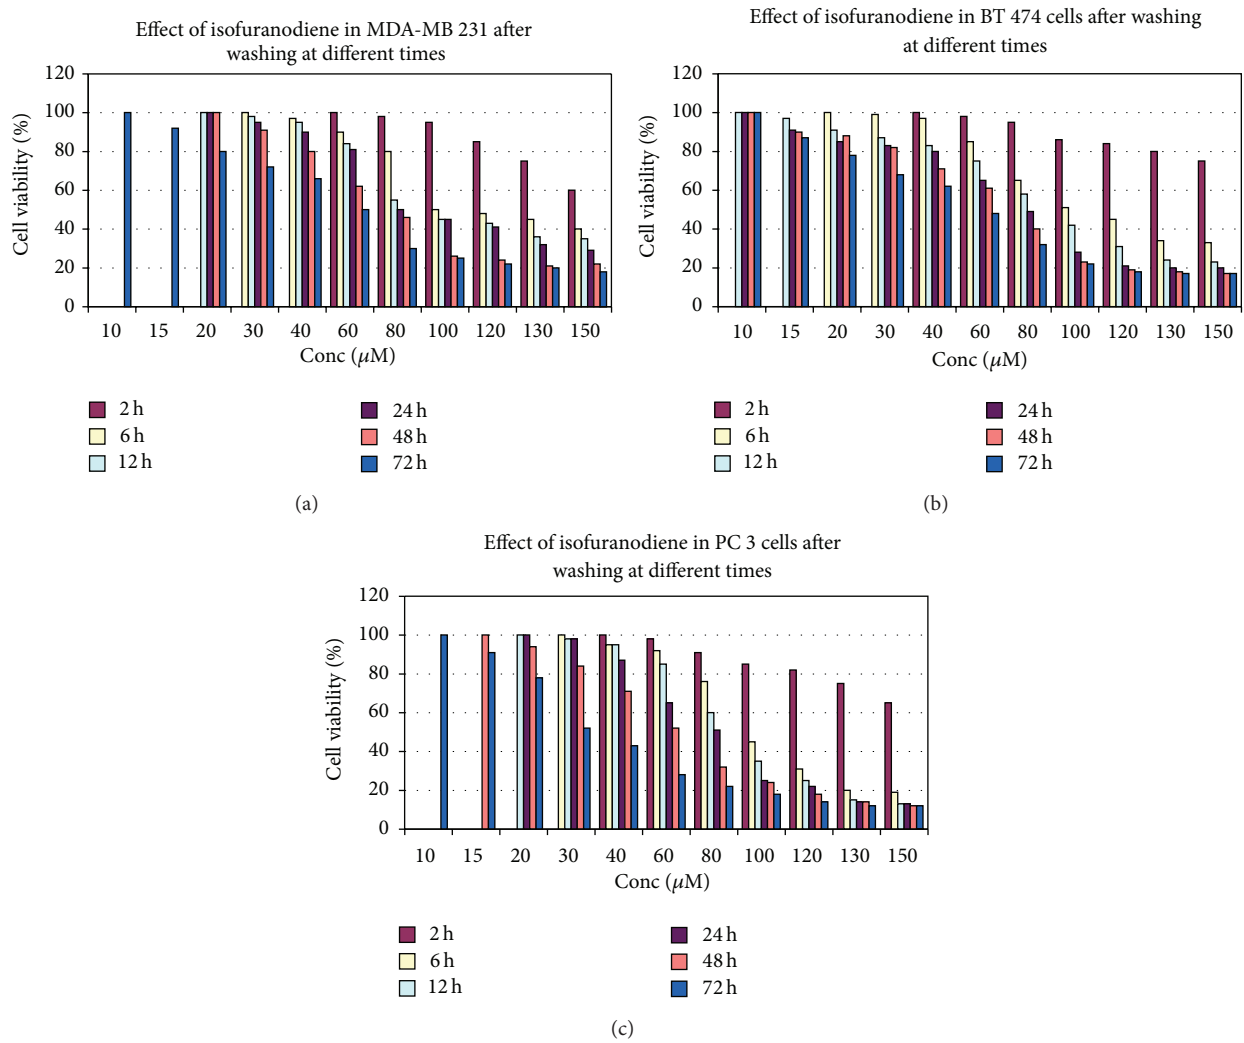 Effect of isofuranodiene in MDA-MB 231 after
washing at different times
120
100
80
60
40
20
0
Cell viability (%)
10 15 20 30 40 60 80 100 120 130 150
Conc (μM)
2 h
6 h
12 h
24 h
48 h
72 h
(a)
Effect of isofuranodiene in BT 474 cells after washing
at different times
120
100
80
60
40
20
0
Cell viability (%)
10 15 20 30 40 60 80 100 120 130 150
Conc (μM)
2 h
6 h
12 h
24 h
48 h
72 h
(b)
Effect of isofuranodiene in PC 3 cells after
washing at different times
120
100
80
60
40
20
0
Cell viability (%)
10 15 20 30 40 60 80 100 120 130 150
Conc (μM)
2 h
6 h
12 h
24 h
48 h
72 h
(c)